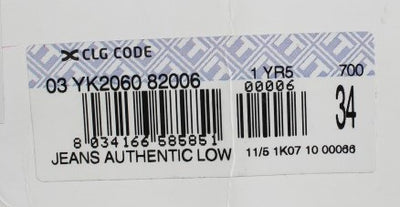 CLG CODE
03 YK2060 82006 1 YR5 700
00006
34
8 034166 585851
JEANS AUTHENTIC LOW 11/5 1K07 10 00066